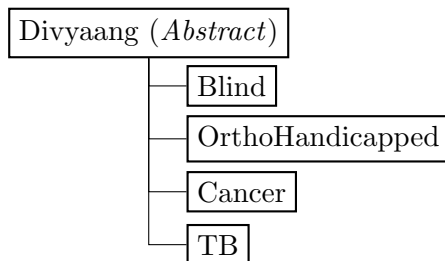 Divyaang (Abstract)
Blind
OrthoHandicapped
Cancer
TB